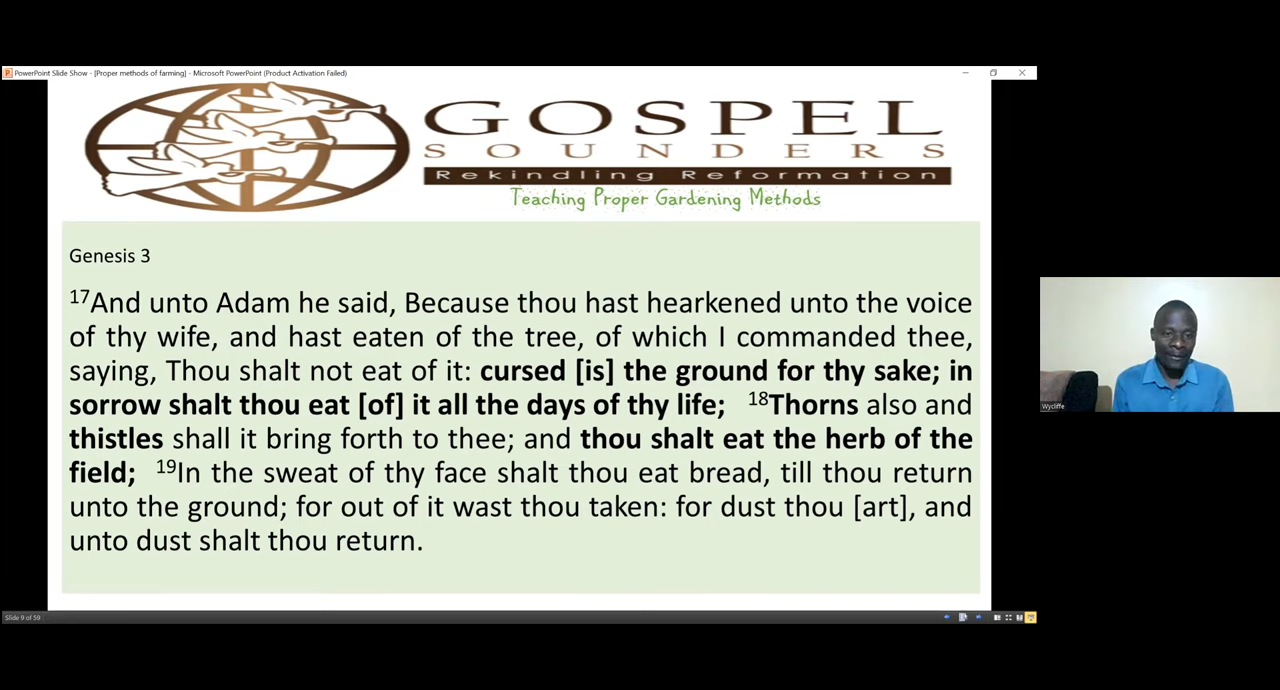 PowerPoint Slide Show - [Proper methods of farming] - Microsoft PowerPoint (Product Activation Failed)
GOSPEL
SOUNDERS
Rekindling Reformation
Teaching Proper Gardening Methods
Genesis 3
17And unto Adam he said, Because thou hast hearkened unto the voice
of thy wife, and hast eaten of the tree, of which I commanded thee,
saying, Thou shalt not eat of it: cursed [is] the ground for thy sake; in
sorrow shalt thou eat [of] it all the days of thy life; 18Thorns also and
thistles shall it bring forth to thee; and thou shalt eat the herb of the
field; 19In the sweat of thy face shalt thou eat bread, till thou return
unto the ground; for out of it wast thou taken: for dust thou [art], and
unto dust shalt thou return.
Wycliffe
Slide 9 of 59